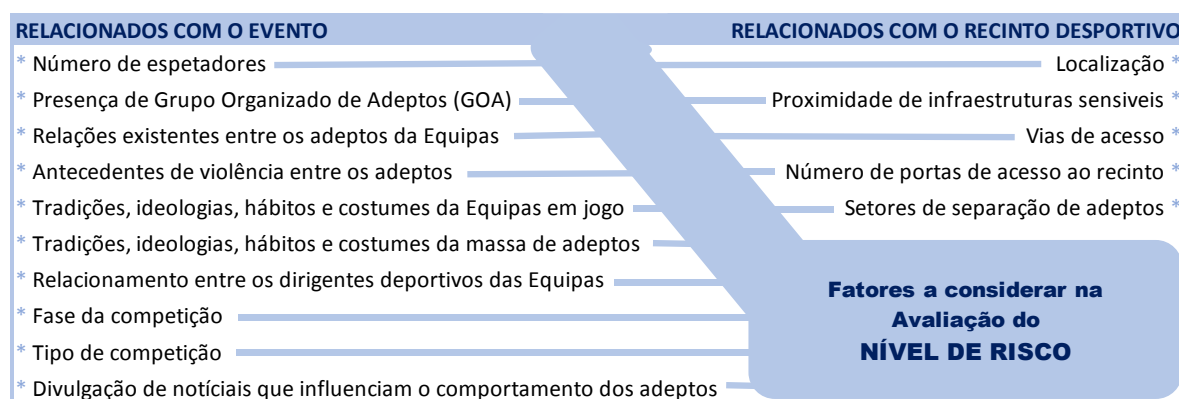 RELACIONADOS COM O EVENTO
* Número de espetadores
* Presença de Grupo Organizado de Adeptos (GOA)
* Relações existentes entre os adeptos da Equipas
* Antecedentes de violência entre os adeptos
* Tradições, ideologias, hábitos e costumes da Equipas em jogo
* Tradições, ideologias, hábitos e costumes da massa de adeptos
* Relacionamento entre os dirigentes deportivos das Equipas
* Fase da competição
* Tipo de competição
* Divulgação de notíciais que influenciam o comportamento dos adeptos
RELACIONADOS COM O RECINTO DESPORTIVO
Localização *
Proximidade de infraestruturas sensiveis *
Vias de acesso *
Número de portas de acesso ao recinto *
Setores de separação de adeptos *
Fatores a considerar na
Avaliação do
NÍVEL DE RISCO